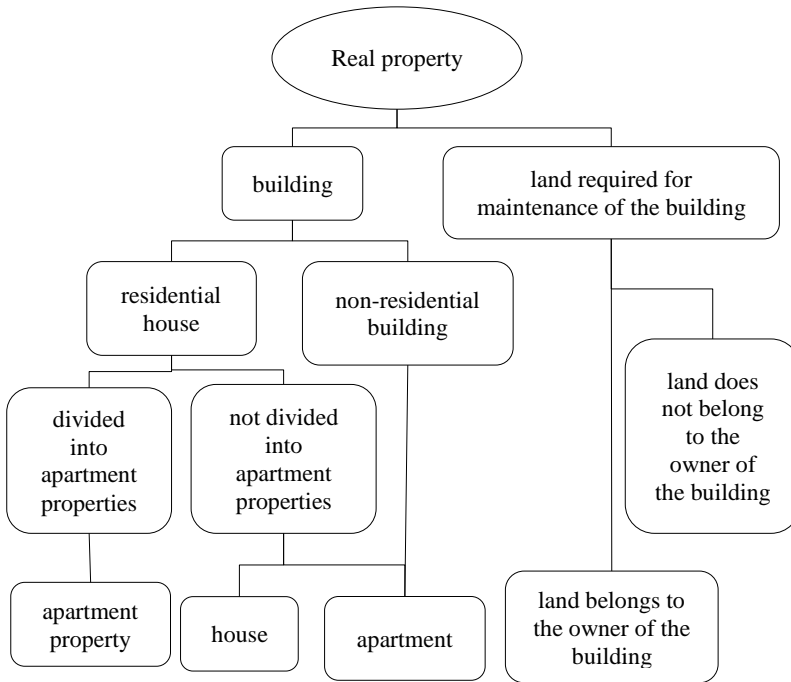 Real property
building
land required for
maintenance of the building
residential
house
non-residential
building
divided
into
apartment
properties
not divided
into
apartment
properties
land does
not belong
to the
owner of
the building
apartment
property
house
apartment
land belongs to
the owner of the
building